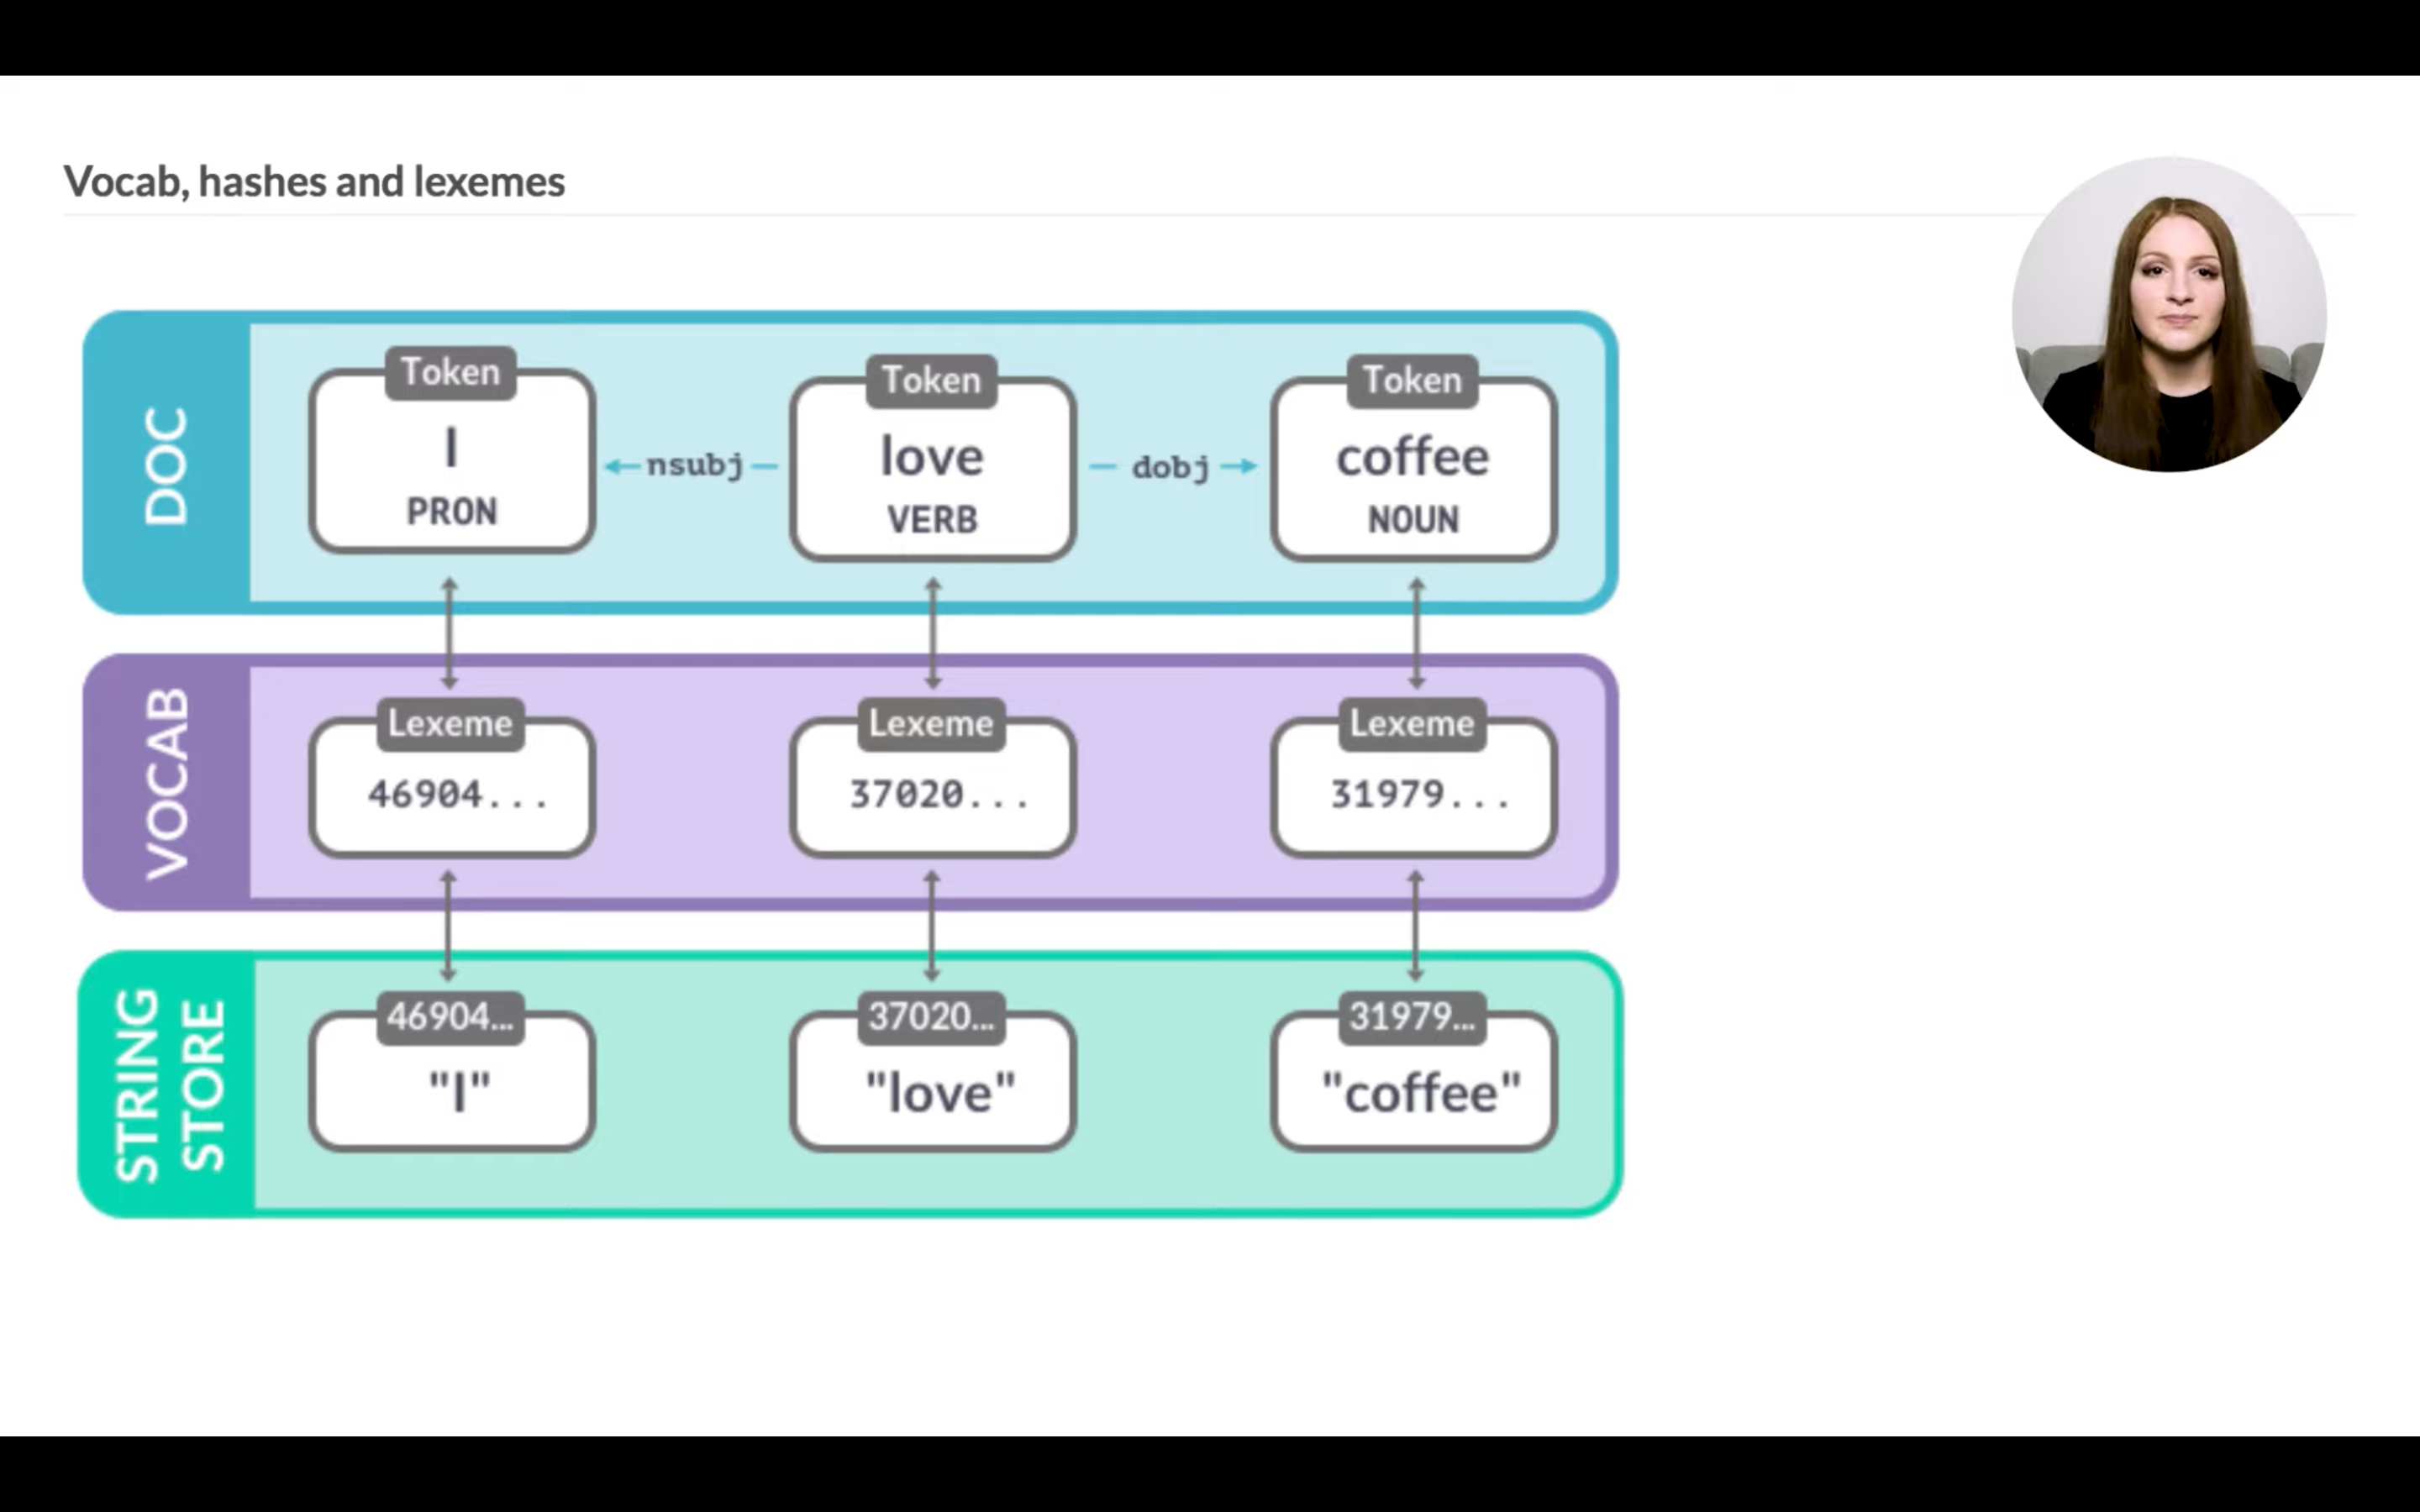 Vocab, hashes and lexemes
DOC
Token
Token
Token
I
love
coffee
nsubj
dobj
PRON
VERB
NOUN
VOCAB
Lexeme
Lexeme
Lexeme
46904...
37020...
31979...
STRING
STORE
46904...
37020...
31979...
"I"
"love"
"coffee"